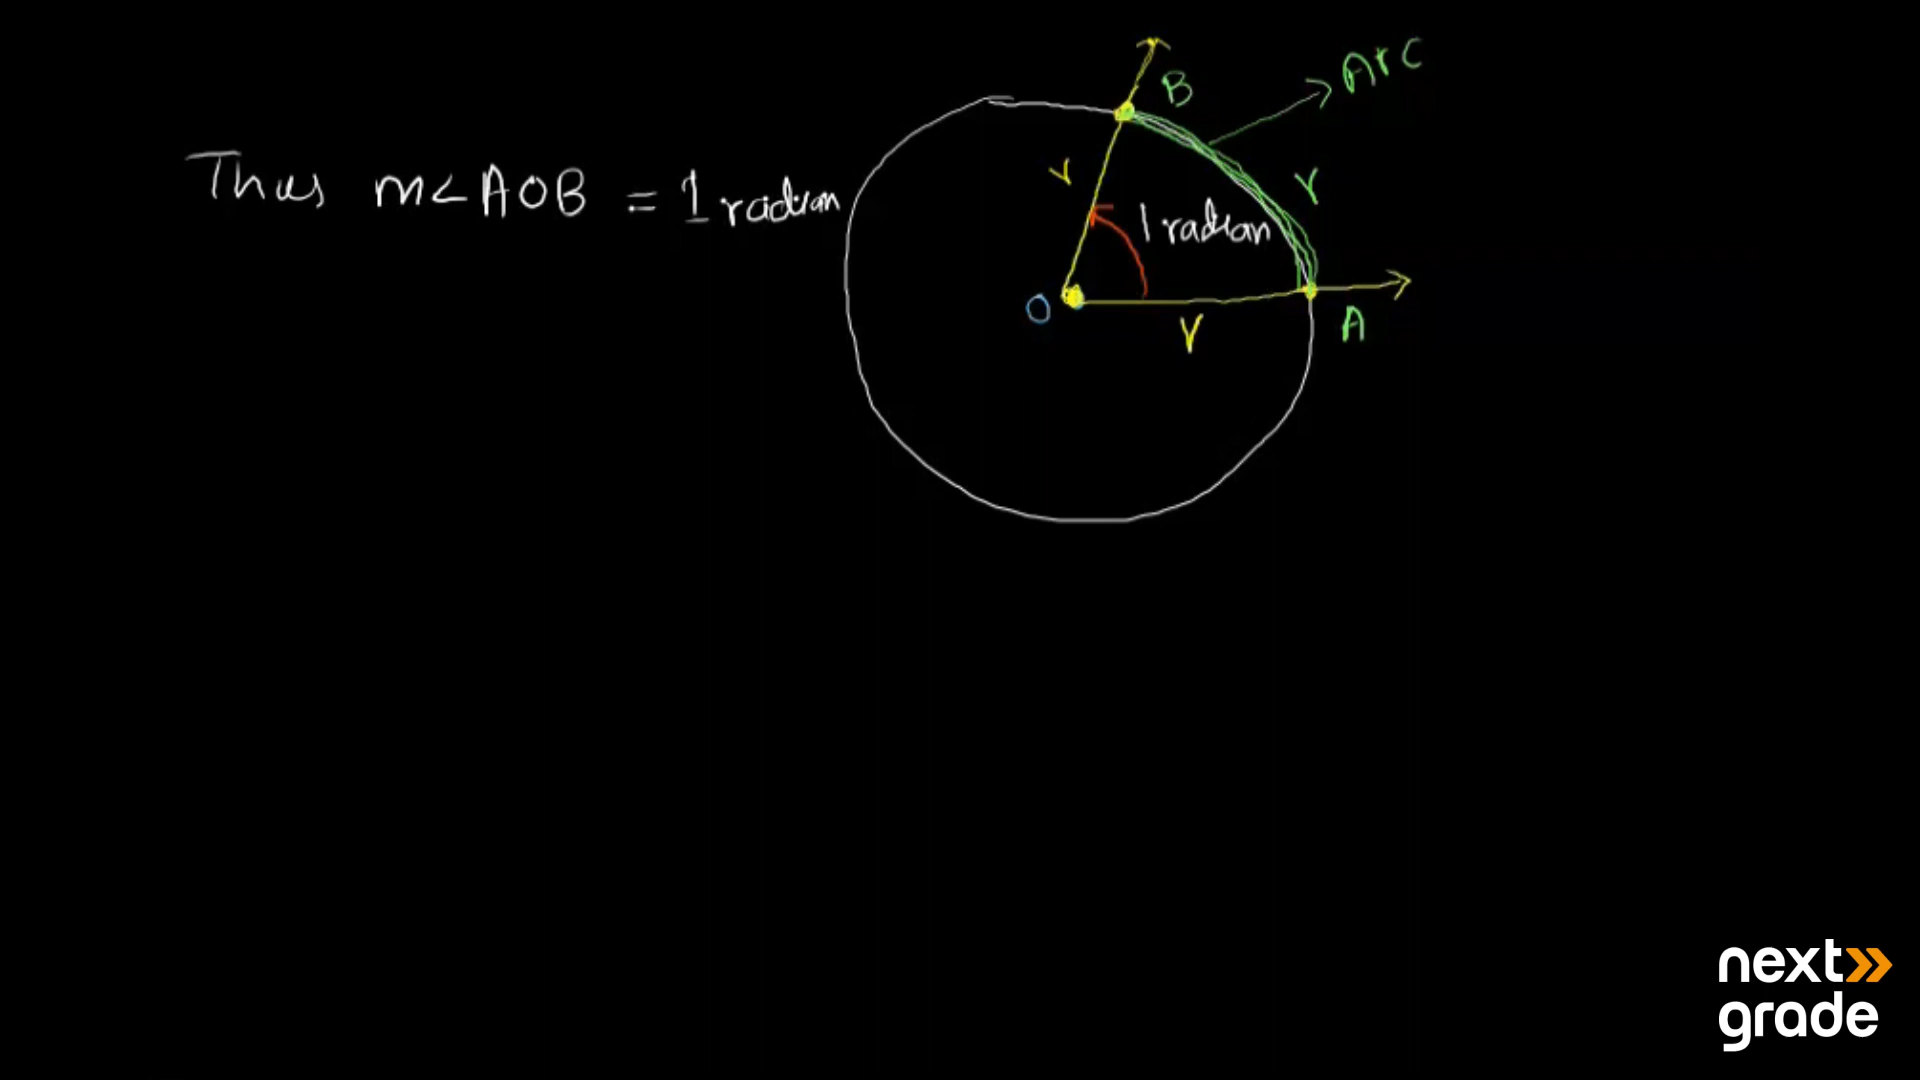 Thus m∠AOB = 1 radian
B
Arc
r
r
1 radian
O
r
A
next
grade